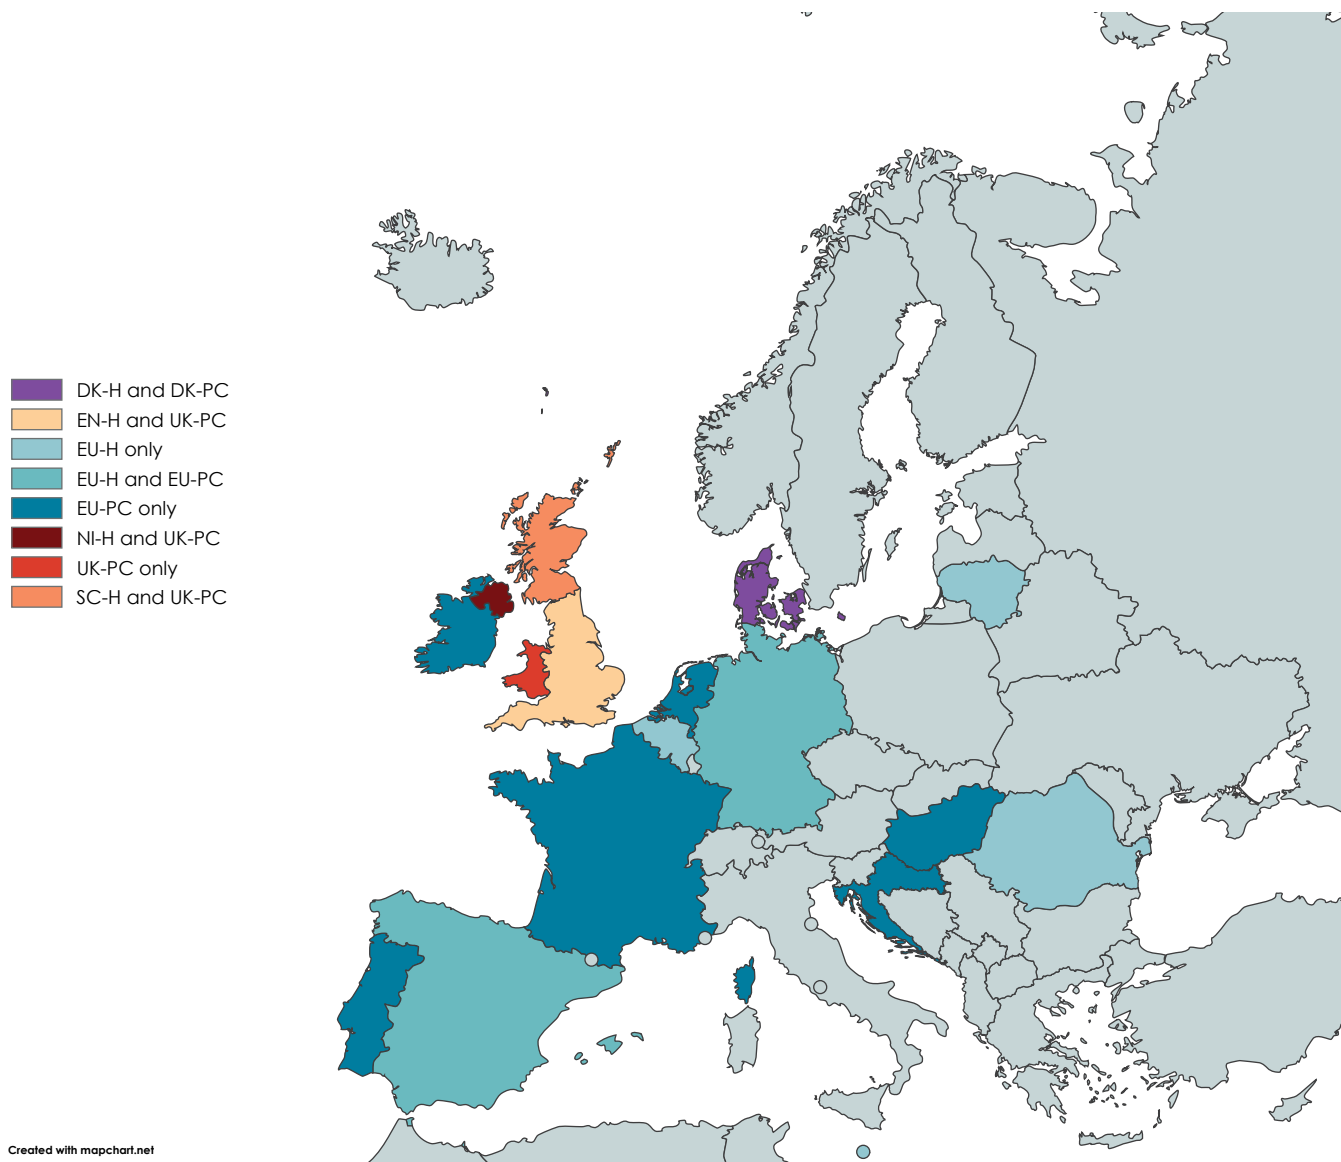 DK-H and DK-PC
EN-H and UK-PC
EU-H only
EU-H and EU-PC
EU-PC only
NI-H and UK-PC
UK-PC only
SC-H and UK-PC
Created with mapchart.net